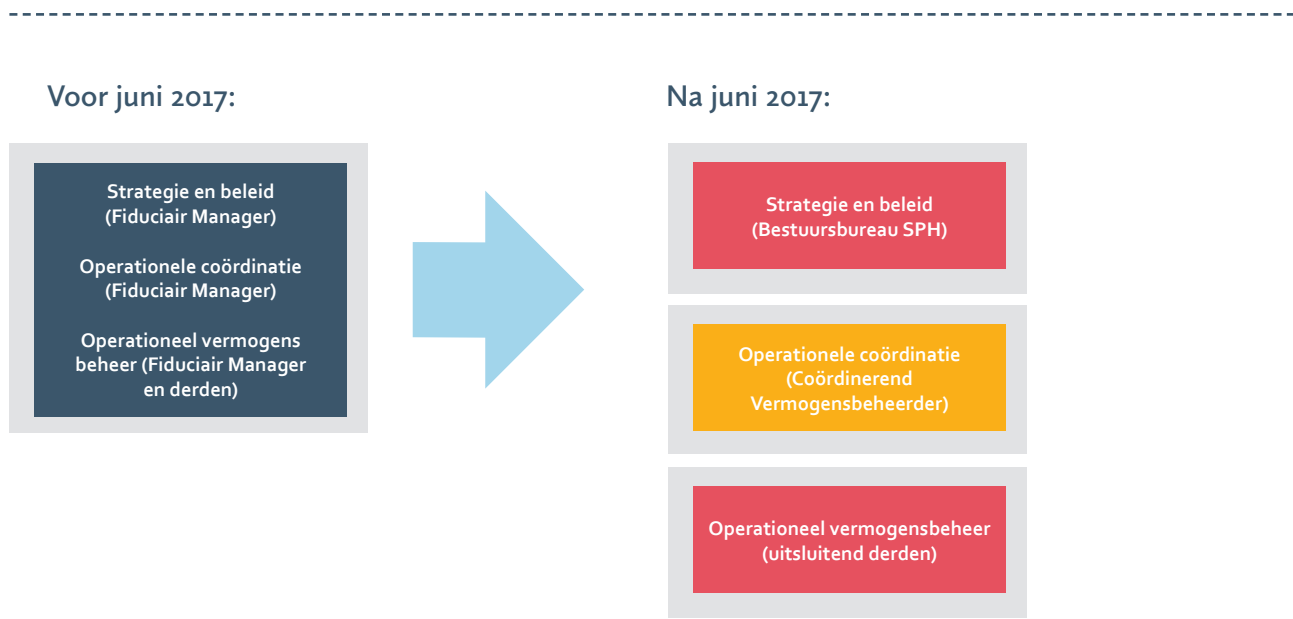 Voor juni 2017:
Strategie en beleid
(Fiduciair Manager)
Operationele coördinatie
(Fiduciair Manager)
Operationeel vermogens
beheer (Fiduciair Manager
en derden)
Na juni 2017:
Strategie en beleid
(Bestuursbureau SPH)
Operationele coördinatie
(Coördinerend
Vermogensbeheerder)
Operationeel vermogensbeheer
(uitsluitend derden)